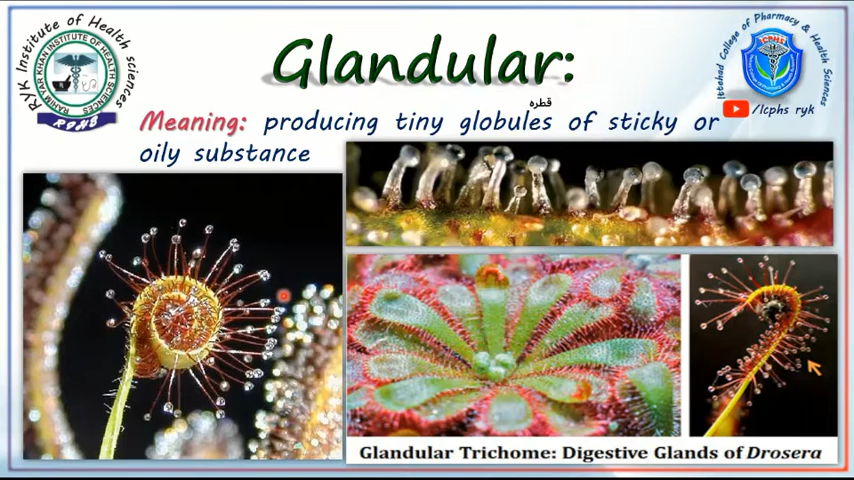 RYK Institute of Health sciences
RAHIM YAR KHAN INSTITUTE OF HEALTH SCIENCES
RIHS
Glandular:
Ittehad College of Pharmacy & Health Sciences
ICPHS
/Icphs ryk
قطره
Meaning: producing tiny globules of sticky or
oily substance
Glandular Trichome: Digestive Glands of Drosera